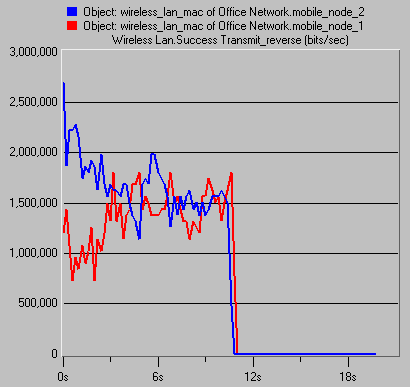 Object: wireless_lan_mac of Office Network.mobile_node_2
Object: wireless_lan_mac of Office Network.mobile_node_1
Wireless Lan.Success Transmit_reverse (bits/sec)
3,000,000
2,500,000
2,000,000
1,500,000
1,000,000
500,000
0
0s 6s 12s 18s